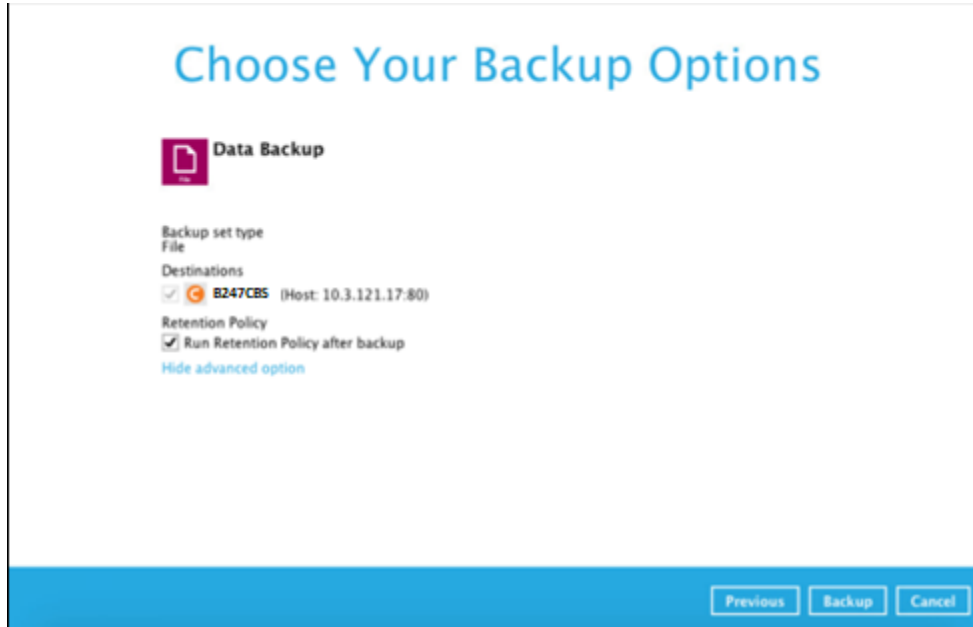 Choose Your Backup Options
Data Backup
File
Backup set type
File
Destinations
B247CBS (Host: 10.3.121.17:80)
Retention Policy
Run Retention Policy after backup
Hide advanced option
Previous Backup Cancel